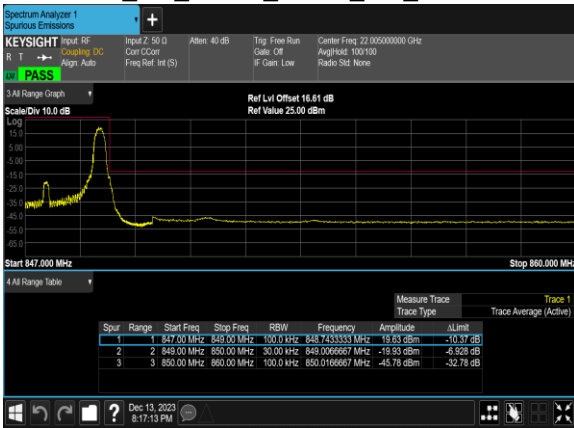 Spectrum Analyzer 1
Spurious Emissions
+
KEYSIGHT Input: RF Input Z: 50 Ω Atten: 40 dB Trig: Free Run Center Freq: 22.005000000 GHz
R T Coupling: DC Corr CCorr Gate: Off Avg|Hold: 100/100
Align: Auto Freq Ref: Int (S) IF Gain: Low Radio Std: None
LM PASS
3 All Range Graph
Ref Lvl Offset 16.61 dB
Scale/Div 10.0 dB Ref Value 25.00 dBm
Log
15.0
5.00
-5.00
-15.0
-25.0
-35.0
-45.0
-55.0
-65.0
Start 847.000 MHz Stop 860.000 MHz
4 All Range Table
Measure Trace Trace 1
Trace Type Trace Average (Active)
Spur Range Start Freq Stop Freq RBW Frequency Amplitude ΔLimit
1 1 847.00 MHz 849.00 MHz 100.0 kHz 848.7433333 MHz 19.63 dBm -10.37 dB
2 2 849.00 MHz 850.00 MHz 30.00 kHz 849.0066667 MHz -19.93 dBm -6.928 dB
3 3 850.00 MHz 860.00 MHz 100.0 kHz 850.0166667 MHz -45.78 dBm -32.78 dB
? Dec 13, 2023
8:17:13 PM